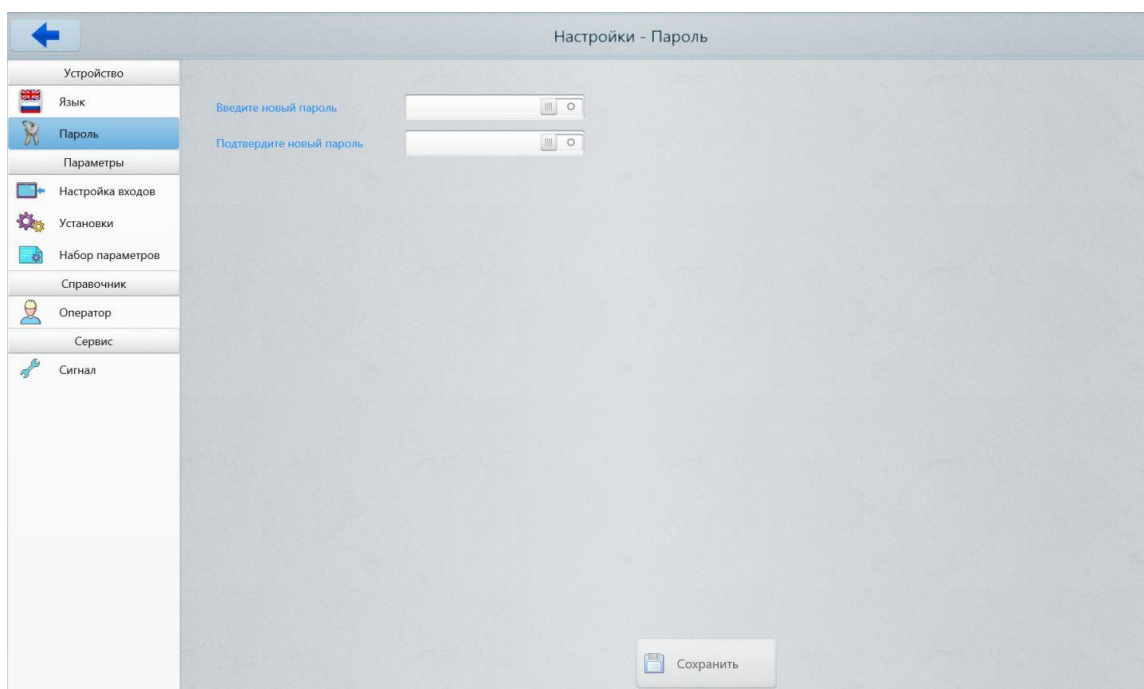 Настройки - Пароль
Устройство
Язык
Пароль
Параметры
Настройка входов
Установки
Набор параметров
Справочник
Оператор
Сервис
Сигнал
Введите новый пароль
Подтвердите новый пароль
Сохранить